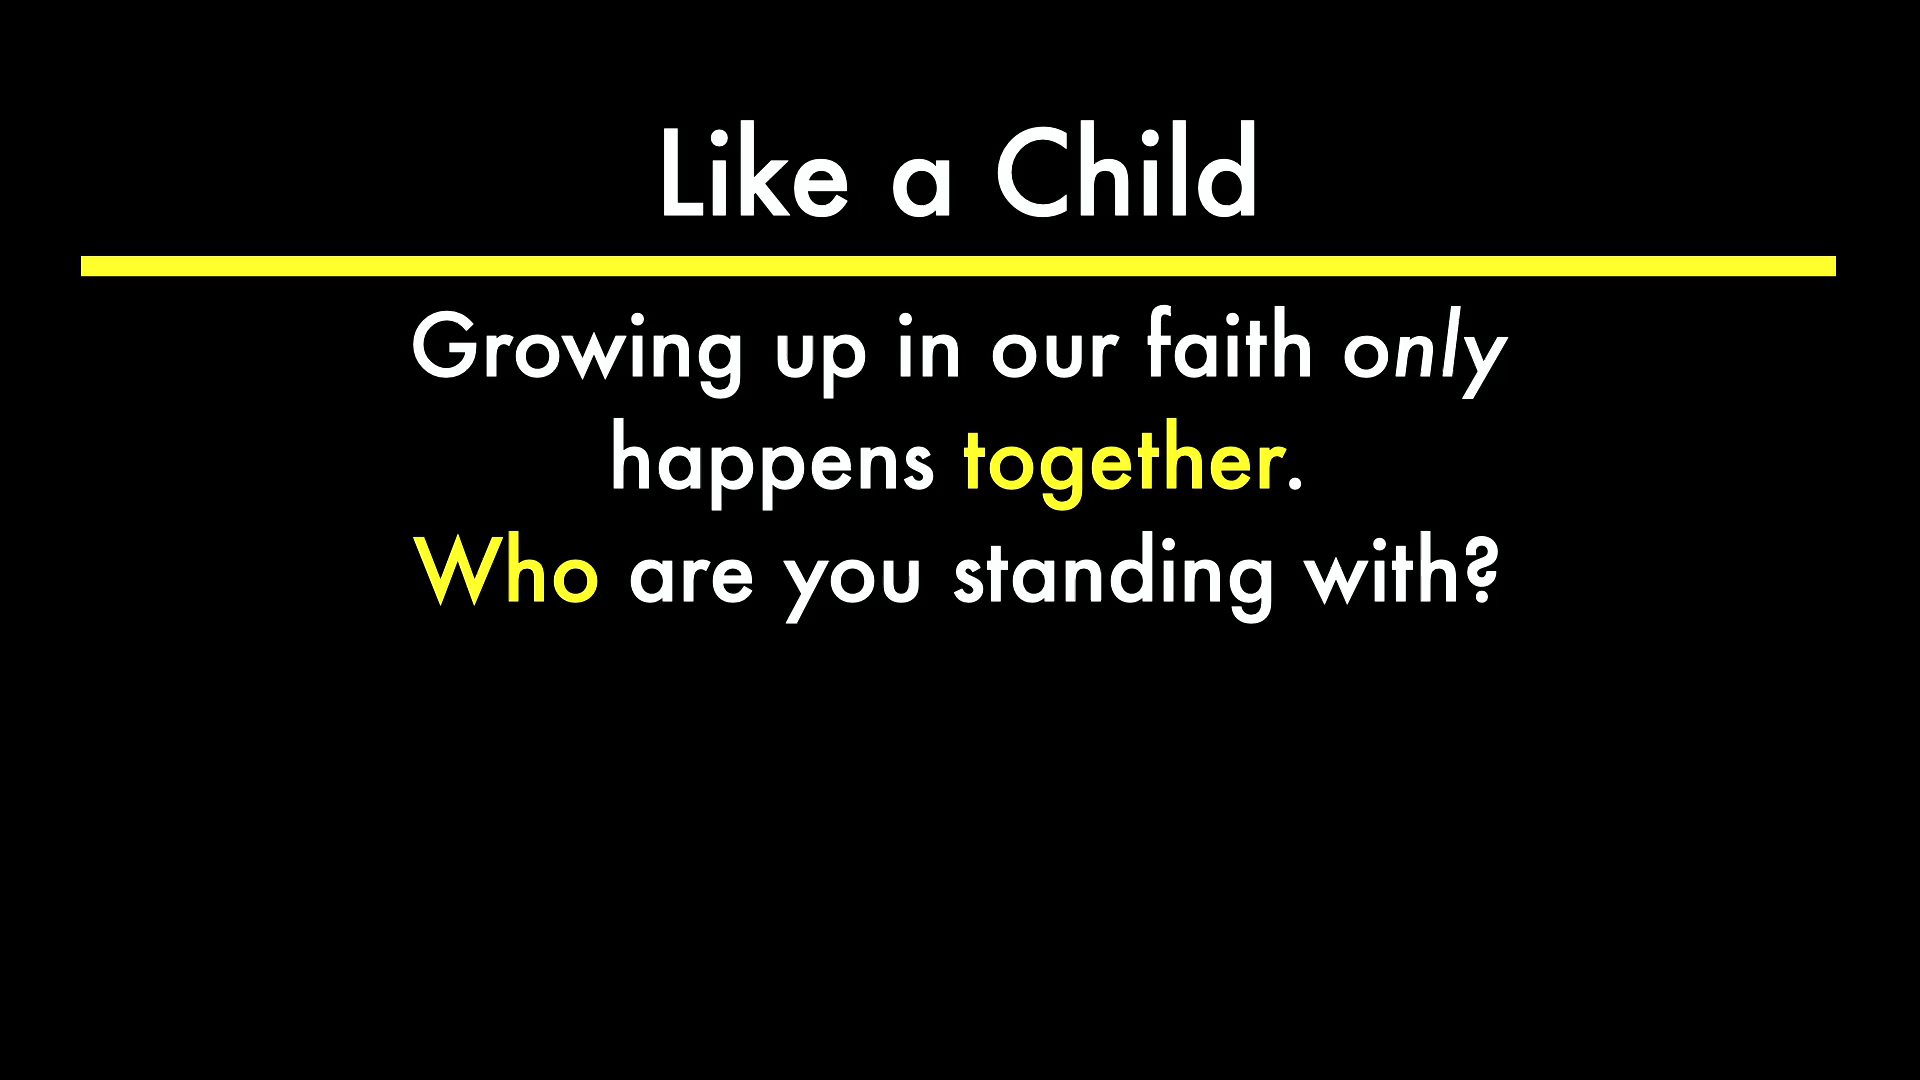 Like a Child
Growing up in our faith only
happens together.
Who are you standing with?